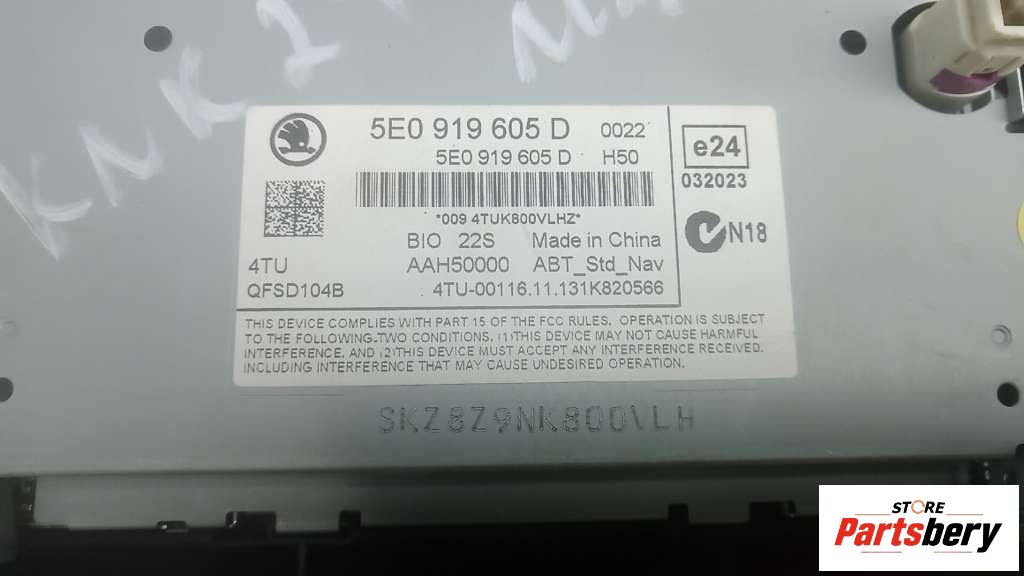 5E0 919 605 D 0022
5E0 919 605 D H50
e24
032023
*009 4TUK800VLHZ*
N18
BIO 22S Made in China
4TU AAH50000 ABT_Std_Nav
QFSD104B 4TU-00116.11.131K820566
THIS DEVICE COMPLIES WITH PART 15 OF THE FCC RULES. OPERATION IS SUBJECT
TO THE FOLLOWING TWO CONDITIONS, (1)THIS DEVICE MAY NOT CAUSE HARMFUL
INTERFERENCE, AND (2)THIS DEVICE MUST ACCEPT ANY INTERFERENCE RECEIVED.
INCLUDING INTERFERENCE THAT MAY CAUSE UNDESIRED OPERATION.
SKZ8Z9NK800VLH
STORE
Partsbery